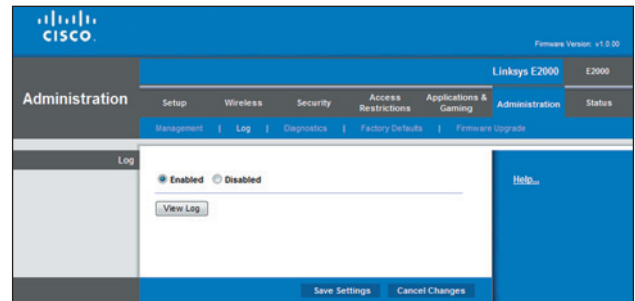 CISCO.
Firmware Version: v1.0.00
Linksys E2000
E2000
Administration
Setup
Wireless
Security
Access Restrictions
Applications & Gaming
Administration
Status
Management | Log | Diagnostics | Factory Defaults | Firmware Upgrade
Log
Enabled
Disabled
Help...
View Log
Save Settings
Cancel Changes